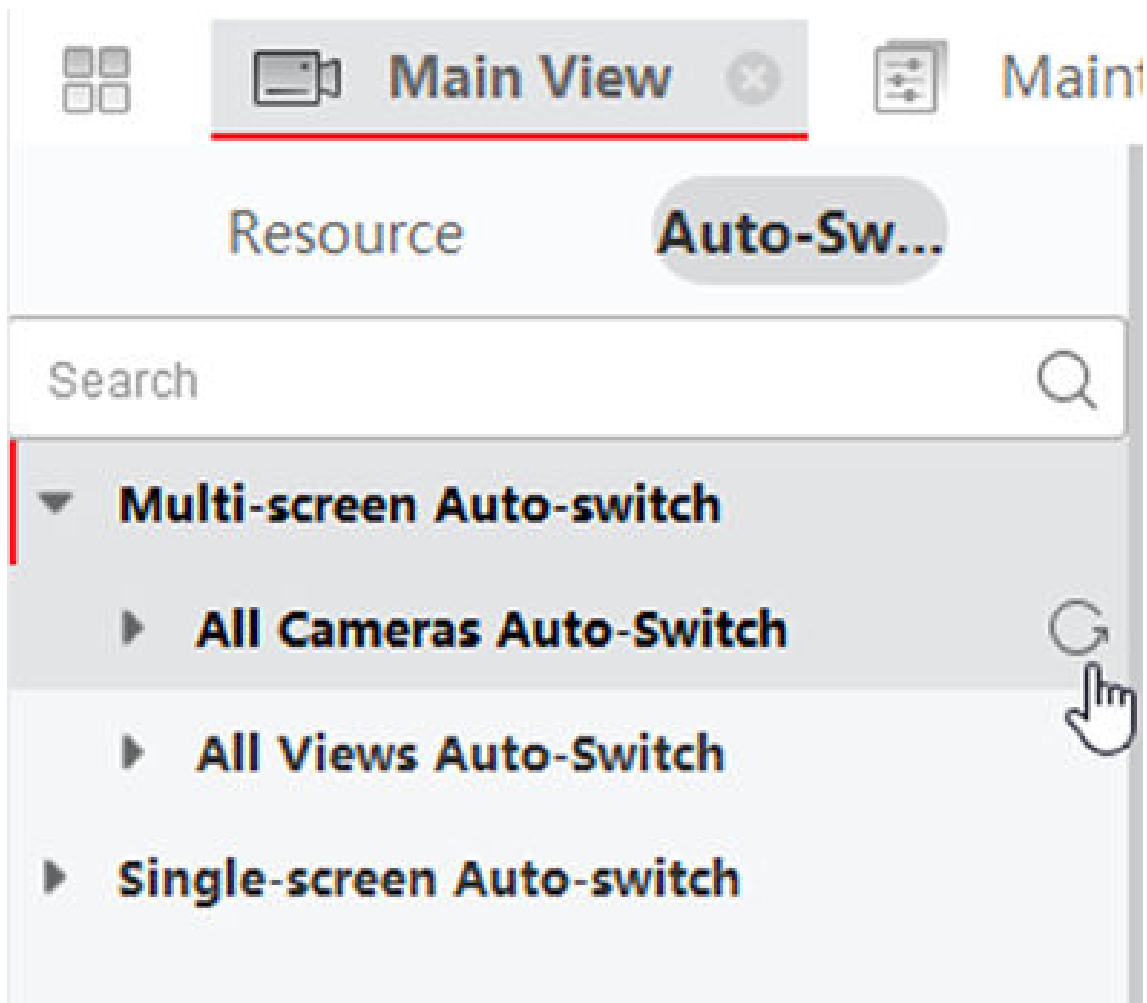 Main View Maint
Resource Auto-Sw...
Search
Multi-screen Auto-switch
All Cameras Auto-Switch
All Views Auto-Switch
Single-screen Auto-switch